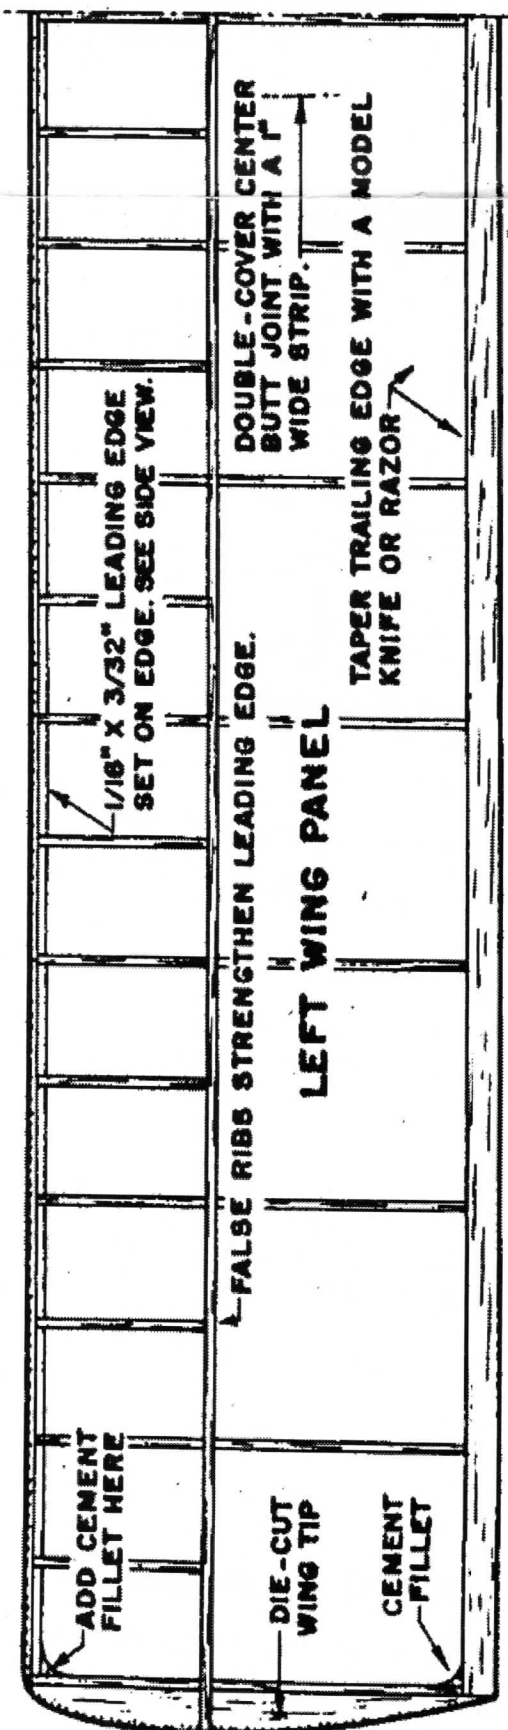 ADD CEMENT
FILLET HERE
1/16" X 3/32" LEADING EDGE
SET ON EDGE. SEE SIDE VIEW.
FALSE RIBS STRENGTHEN LEADING EDGE.
DOUBLE-COVER CENTER
BUTT JOINT WITH A 1"
WIDE STRIP.
DIE-CUT
WING TIP
LEFT WING PANEL
TAPER TRAILING EDGE WITH A MODEL
KNIFE OR RAZOR
CEMENT
FILLET